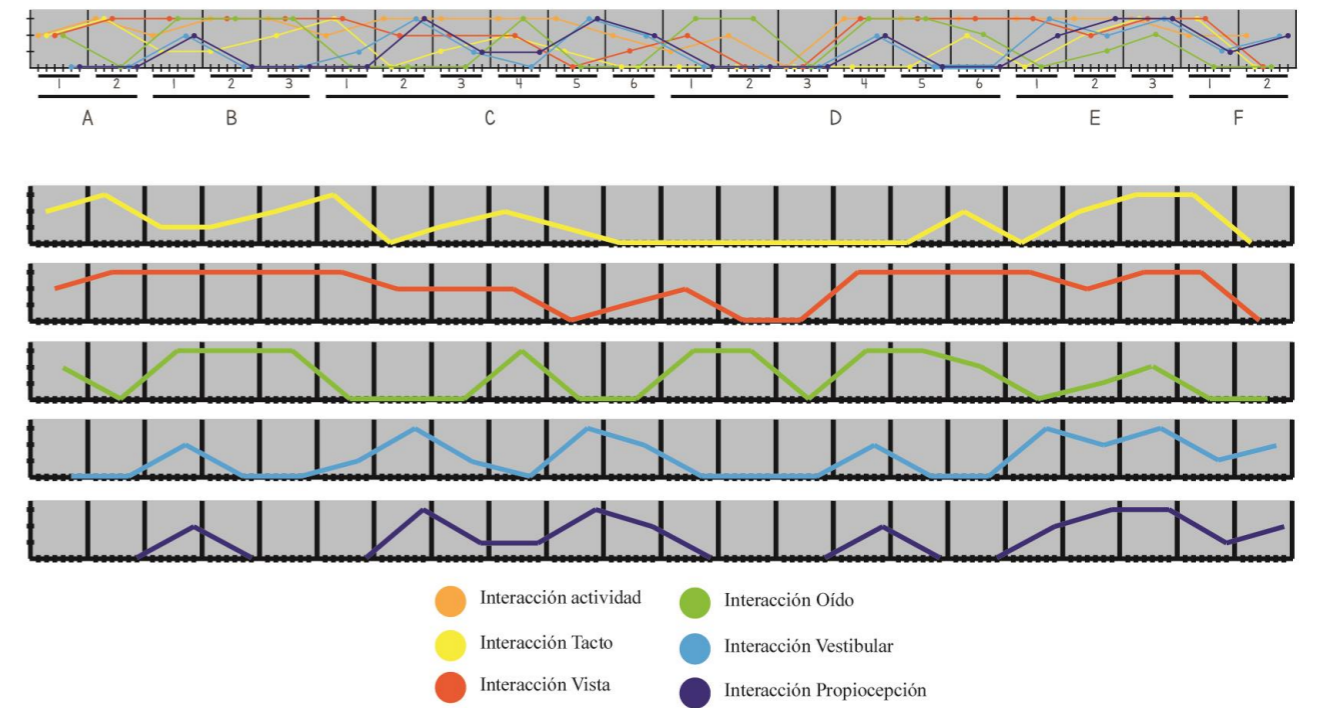 1 2 1 2 3 1 2 3 4 5 6 1 2 3 4 5 6 1 2 3 1 2
A B C D E F
Interacción actividad
Interacción Tacto
Interacción Vista
Interacción Oído
Interacción Vestibular
Interacción Propiocepción